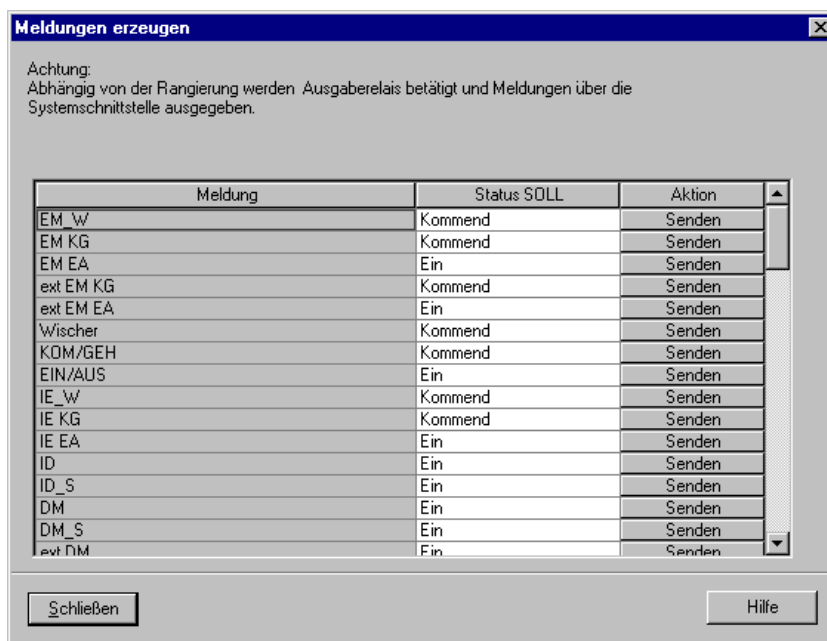 Meldungen erzeugen
Achtung:
Abhängig von der Rangierung werden Ausgaberelais betätigt und Meldungen über die
Systemschnittstelle ausgegeben.
Meldung Status SOLL Aktion
EM_W Kommend Senden
EM KG Kommend Senden
EM EA Ein Senden
ext EM KG Kommend Senden
ext EM EA Ein Senden
Wischer Kommend Senden
KOM/GEH Kommend Senden
EIN/AUS Ein Senden
IE_W Kommend Senden
IE KG Kommend Senden
IE EA Ein Senden
ID Ein Senden
ID_S Ein Senden
DM Ein Senden
DM_S Ein Senden
ext DM Ein Senden
Schließen Hilfe